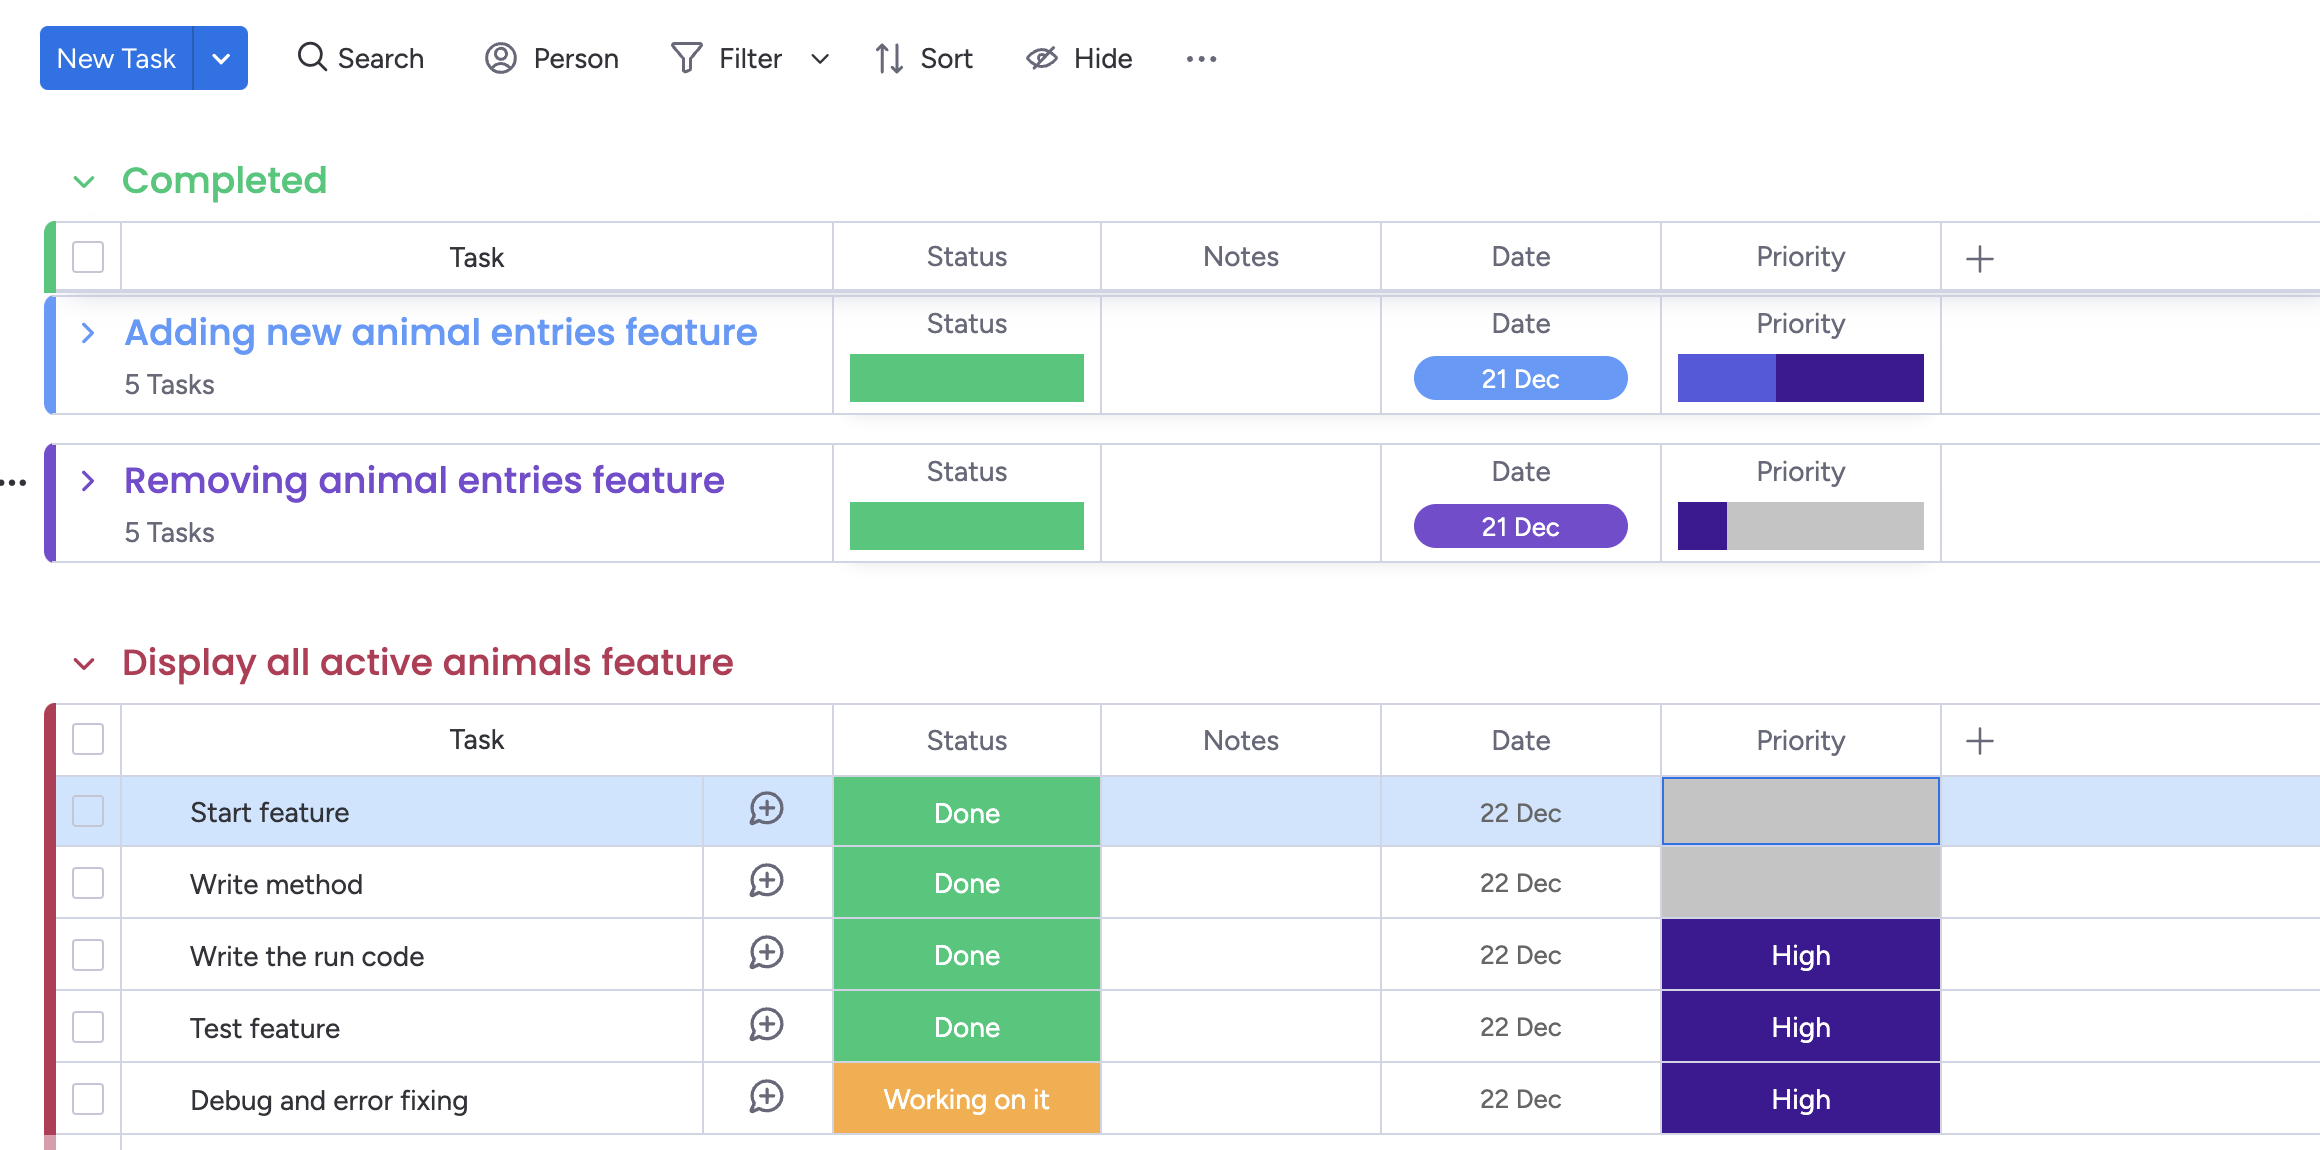 New Task Search Person Filter Sort Hide
Completed
Task Status Notes Date Priority
Adding new animal entries feature Status Date Priority
5 Tasks 21 Dec
Removing animal entries feature Status Date Priority
5 Tasks 21 Dec
Display all active animals feature
Task Status Notes Date Priority
Start feature Done 22 Dec
Write method Done 22 Dec
Write the run code Done 22 Dec High
Test feature Done 22 Dec High
Debug and error fixing Working on it 22 Dec High